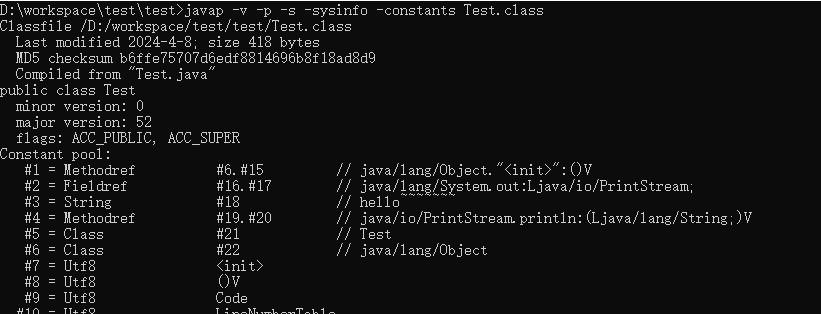 D:\workspace\test\test>javap -v -p -s -sysinfo -constants Test.class
Classfile /D:/workspace/test/test/Test.class
  Last modified 2024-4-8; size 418 bytes
  MD5 checksum b6ffe75707d6edf8814696b8f18ad8d9
  Compiled from "Test.java"
public class Test
  minor version: 0
  major version: 52
  flags: ACC_PUBLIC, ACC_SUPER
Constant pool:
   #1 = Methodref          #6.#15         // java/lang/Object."<init>":()V
   #2 = Fieldref           #16.#17        // java/lang/System.out:Ljava/io/PrintStream;
   #3 = String             #18            // hello~~~~~~~
   #4 = Methodref          #19.#20        // java/io/PrintStream.println:(Ljava/lang/String;)V
   #5 = Class              #21            // Test
   #6 = Class              #22            // java/lang/Object
   #7 = Utf8               <init>
   #8 = Utf8               ()V
   #9 = Utf8               Code
  #10 = Utf8               LineNumberTable